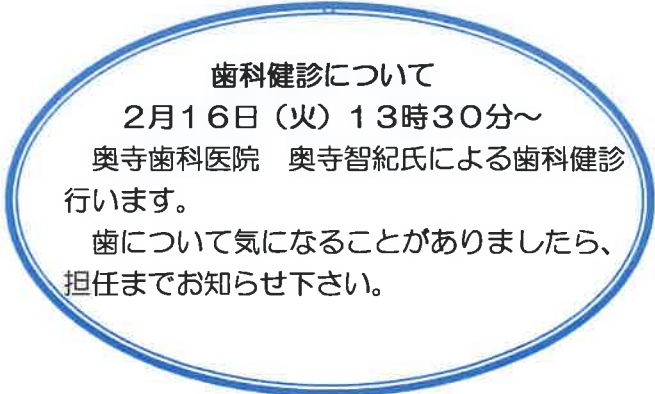 歯科健診について
2月16日（火）13時30分～
奥寺歯科医院　奥寺智紀氏による歯科健診
行います。
歯について気になることがありましたら、
担任までお知らせ下さい。